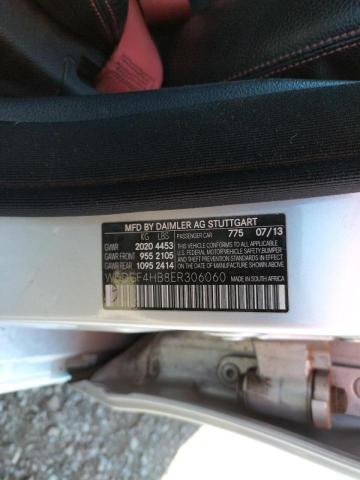 MFD BY DAIMLER AG STUTTGART
KG LBS PASSENGER CAR 775 07/13
GVWR 2020 4453
GAWR FRONT 955 2105
GAWR REAR 1095 2414
THIS VEHICLE CONFORMS TO ALL APPLICABLE
U.S. FEDERAL MOTOR VEHICLE SAFETY, BUMPER
AND THEFT PREVENTION STANDARDS IN EFFECT ON
THE DATE OF MANUFACTURE SHOWN ABOVE.
MADE IN SOUTH AFRICA